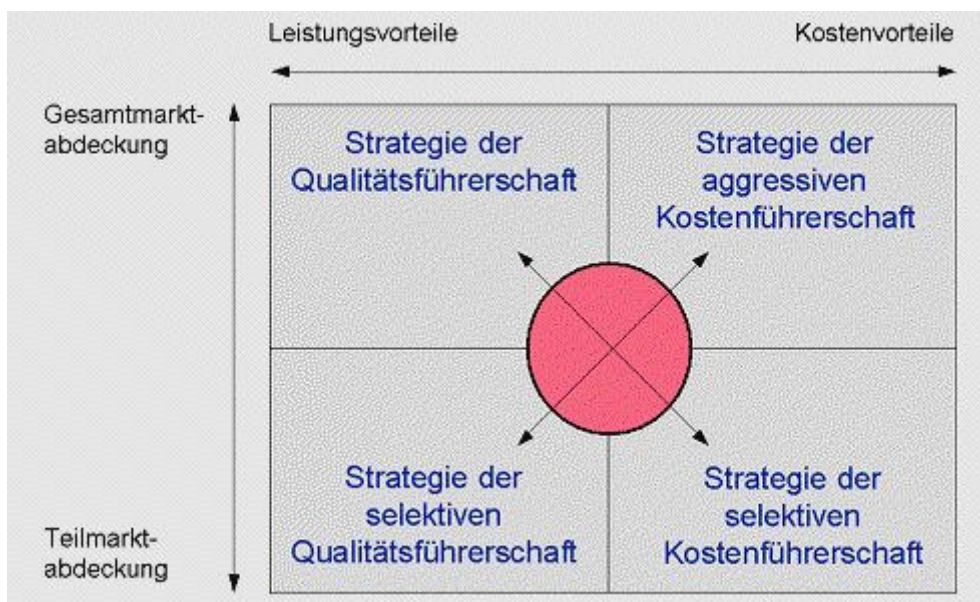 Leistungsvorteile
Kostenvorteile
Gesamtmarkt-
abdeckung
Strategie der
Qualitätsführerschaft
Strategie der
aggressiven
Kostenführerschaft
Teilmarkt-
abdeckung
Strategie der
selektiven
Qualitätsführerschaft
Strategie der
selektiven
Kostenführerschaft